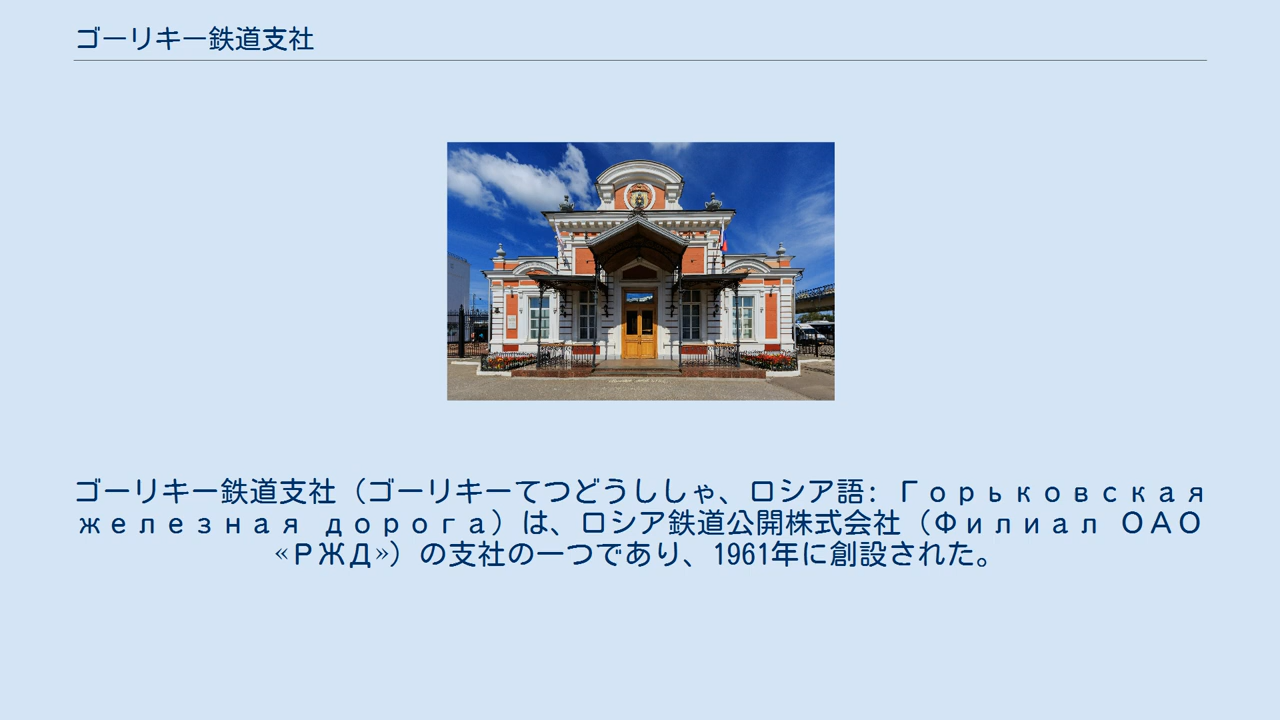 ゴーリキー鉄道支社
ゴーリキー鉄道支社（ゴーリキーてつどうししゃ、ロシア語: Горьковская
железная дорога）は、ロシア鉄道公開株式会社（Филиал ОАО
«РЖД»）の支社の一つであり、1961年に創設された。